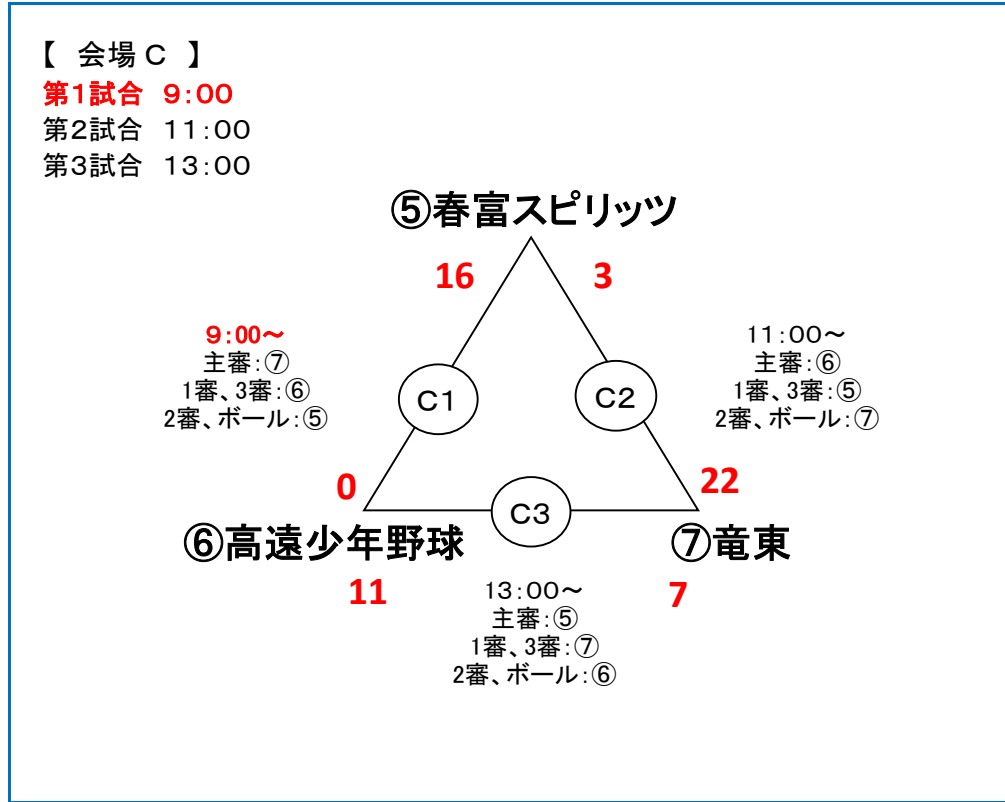 【 会場 C 】
第1試合 9:00
第2試合 11:00
第3試合 13:00
⑤春富スピリッツ
16
3
9:00～
主審:⑦
1審、3審:⑥
2審、ボール:⑤
C1
C2
11:00～
主審:⑥
1審、3審:⑤
2審、ボール:⑦
0
22
C3
⑥高遠少年野球
⑦竜東
11
7
13:00～
主審:⑤
1審、3審:⑦
2審、ボール:⑥